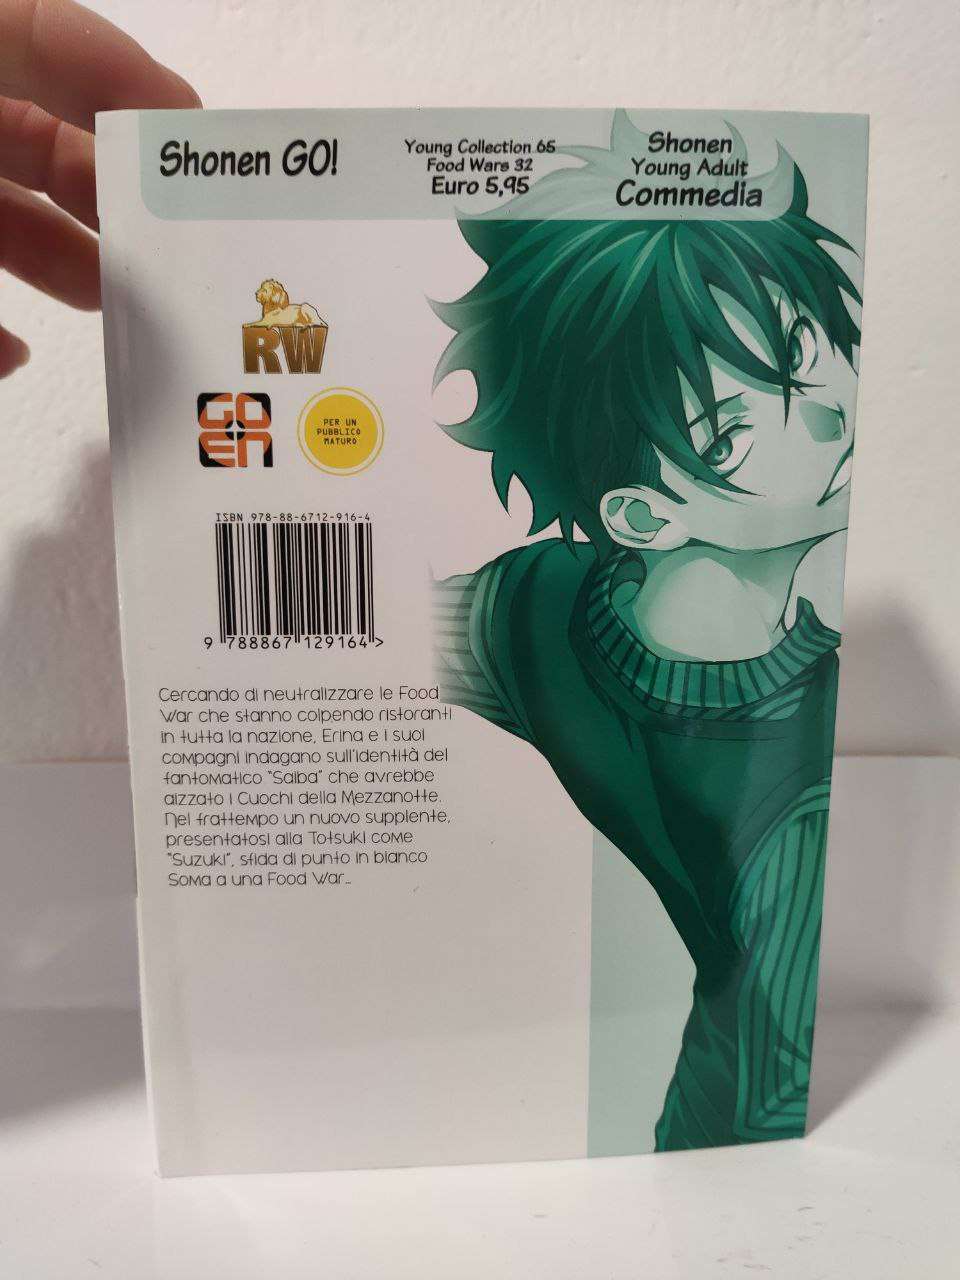 Shonen GO!
Young Collection 65
Food Wars 32
Euro 5,95
Shonen
Young Adult
Commedia
RW
GO
EN
PER UN
PUBBLICO
MATURO
ISBN 978-88-6712-916-4
9 788867 129164 >
Cercando di neutralizzare le Food
War che stanno colpendo ristoranti
in tutta la nazione, Erina e i suoi
compagni indagano sull'identità del
fantomatico "Saiba" che avrebbe
aizzato i Cuochi della Mezzanotte.
Nel frattempo un nuovo supplente,
presentatosi alla Totsuki come
"Suzuki", sfida di punto in bianco
Soma a una Food War...